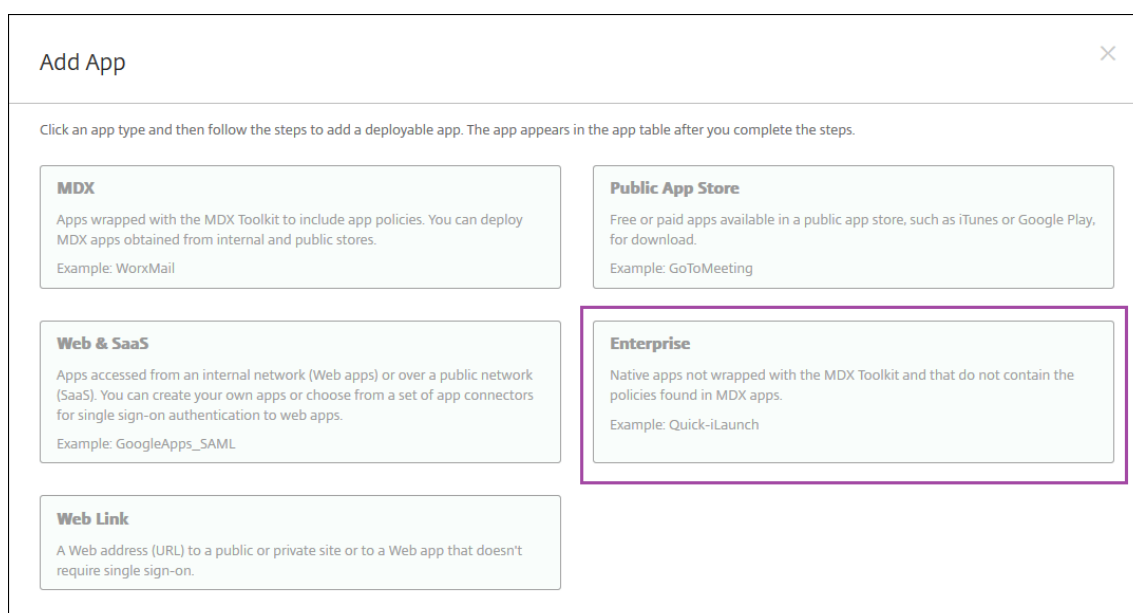 Add App
Click an app type and then follow the steps to add a deployable app. The app appears in the app table after you complete the steps.
MDX
Apps wrapped with the MDX Toolkit to include app policies. You can deploy
MDX apps obtained from internal and public stores.
Example: WorxMail
Public App Store
Free or paid apps available in a public app store, such as iTunes or Google Play,
for download.
Example: GoToMeeting
Web & SaaS
Apps accessed from an internal network (Web apps) or over a public network
(SaaS). You can create your own apps or choose from a set of app connectors
for single sign-on authentication to web apps.
Example: GoogleApps_SAML
Enterprise
Native apps not wrapped with the MDX Toolkit and that do not contain the
policies found in MDX apps.
Example: Quick-iLaunch
Web Link
A Web address (URL) to a public or private site or to a Web app that doesn't
require single sign-on.